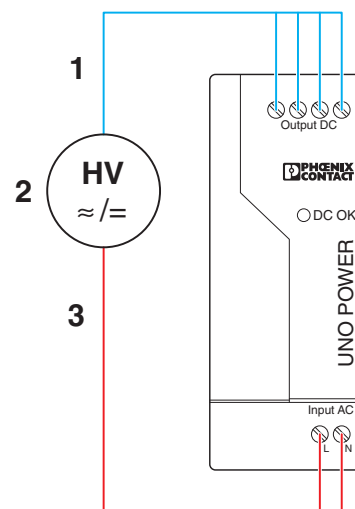 1
Output DC
HV
≈/=
2
PHŒNIX
CONTACT
DC OK
3
UNO POWER
Input AC
L N